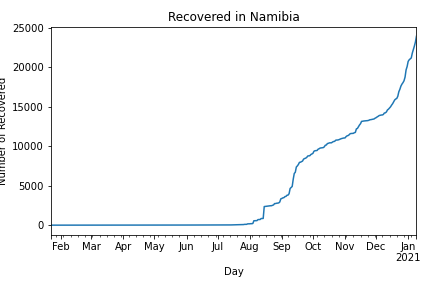 Recovered in Namibia
Number of Recovered
25000
20000
15000
10000
5000
0
Feb Mar Apr May Jun Jul Aug Sep Oct Nov Dec Jan
2021
Day